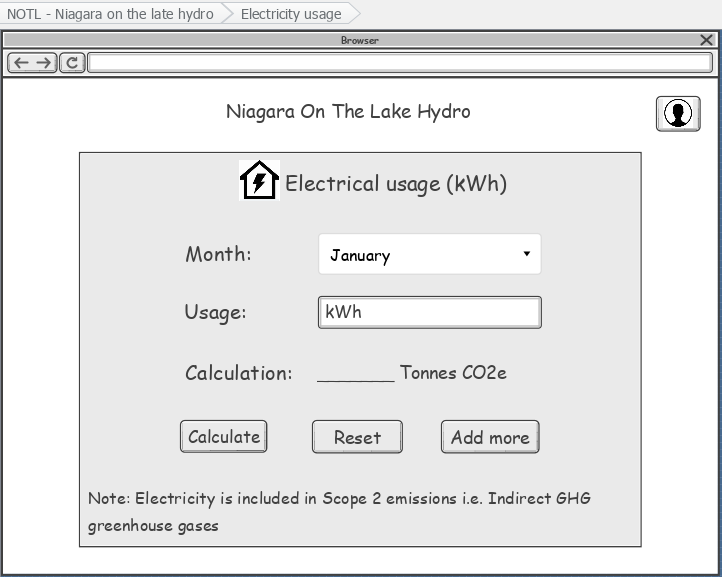 NOTL - Niagara on the late hydro
Electricity usage
Browser
Niagara On The Lake Hydro
Electrical usage (kWh)
Month:
January
Usage:
kWh
Calculation:
_______ Tonnes CO2e
Calculate
Reset
Add more
Note: Electricity is included in Scope 2 emissions i.e. Indirect GHG
greenhouse gases